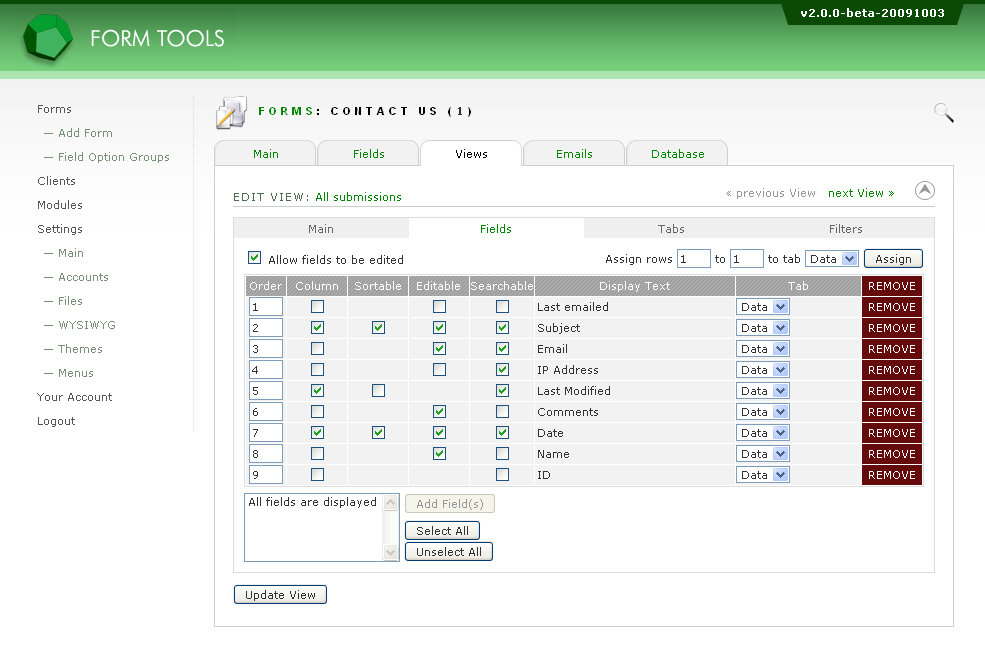 v2.0.0-beta-20091003
FORM TOOLS
Forms
— Add Form
— Field Option Groups
Clients
Modules
Settings
— Main
— Accounts
— Files
— WYSIWYG
— Themes
— Menus
Your Account
Logout
FORMS: CONTACT US (1)
Main Fields Views Emails Database
EDIT VIEW: All submissions « previous View next View »
Main Fields Tabs Filters
Allow fields to be edited Assign rows 1 to 1 to tab Data Assign
Order Column Sortable Editable Searchable Display Text Tab REMOVE
1 Last emailed Data REMOVE
2 Subject Data REMOVE
3 Email Data REMOVE
4 IP Address Data REMOVE
5 Last Modified Data REMOVE
6 Comments Data REMOVE
7 Date Data REMOVE
8 Name Data REMOVE
9 ID Data REMOVE
All fields are displayed Add Field(s)
Select All
Unselect All
Update View